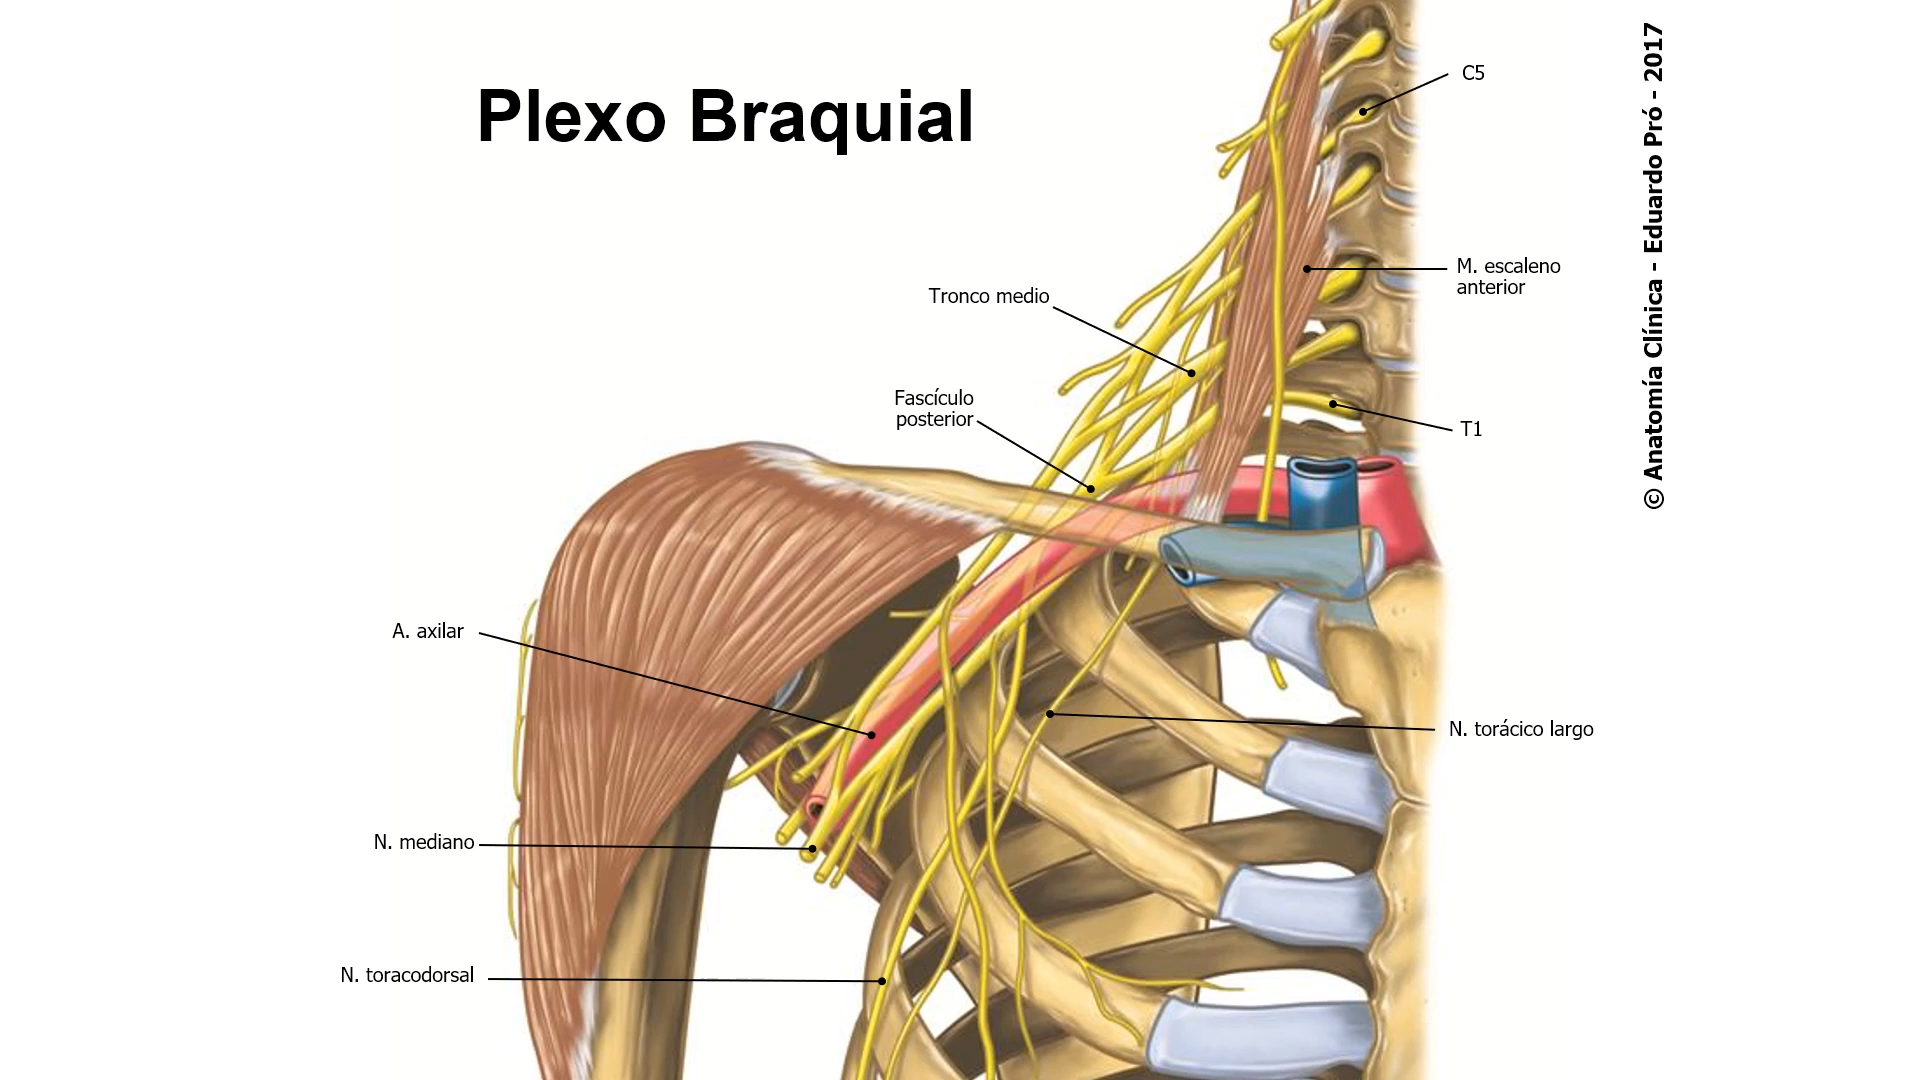 Plexo Braquial
C5
M. escaleno
anterior
Tronco medio
Fascículo
posterior
T1
A. axilar
N. torácico largo
N. mediano
N. toracodorsal
© Anatomía Clínica - Eduardo Pró - 2017